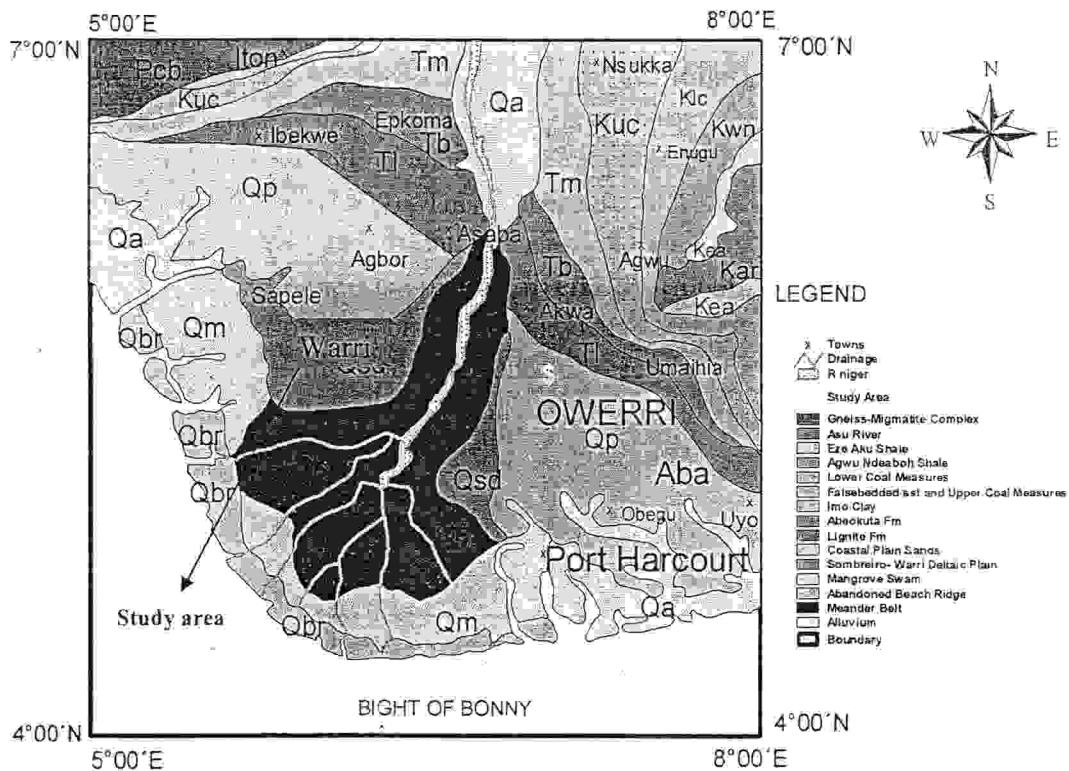 5°00´E
8°00´E
7°00´N
7°00´N
N
W
E
S
Pcb
Iton
Kuc
Tm
Qa
Nsukka
Klc
Kuc
Kwn
Epkoma
Tb
Ibekwe
Enugu
Tl
Tm
Qp
Qa
Agbor
Asaba
Tb
Agwu
Kea
Kar
Kea
Sapele
Qbr
Qm
Akwa
Tl
Umaihia
Warri
OWERRI
Qp
Qbr
Qbr
Qsd
Aba
Obegu
Uyo
Port Harcourt
Study area
Qbr
Qm
Qa
BIGHT OF BONNY
4°00´N
4°00´N
5°00´E
8°00´E
LEGEND
Towns
Drainage
R niger
Study Area
Gneiss-Migmatite Complex
Asu River
Eze Aku Shale
Agwu Ndeaboh Shale
Lower Coal Measures
Falsebedded sst and Upper Coal Measures
Imo Clay
Abeokuta Fm
Lignite Fm
Coastal Plain Sands
Sombreiro- Warri Deltaic Plain
Mangrove Swam
Abandoned Beach Ridge
Meander Belt
Alluvium
Boundary